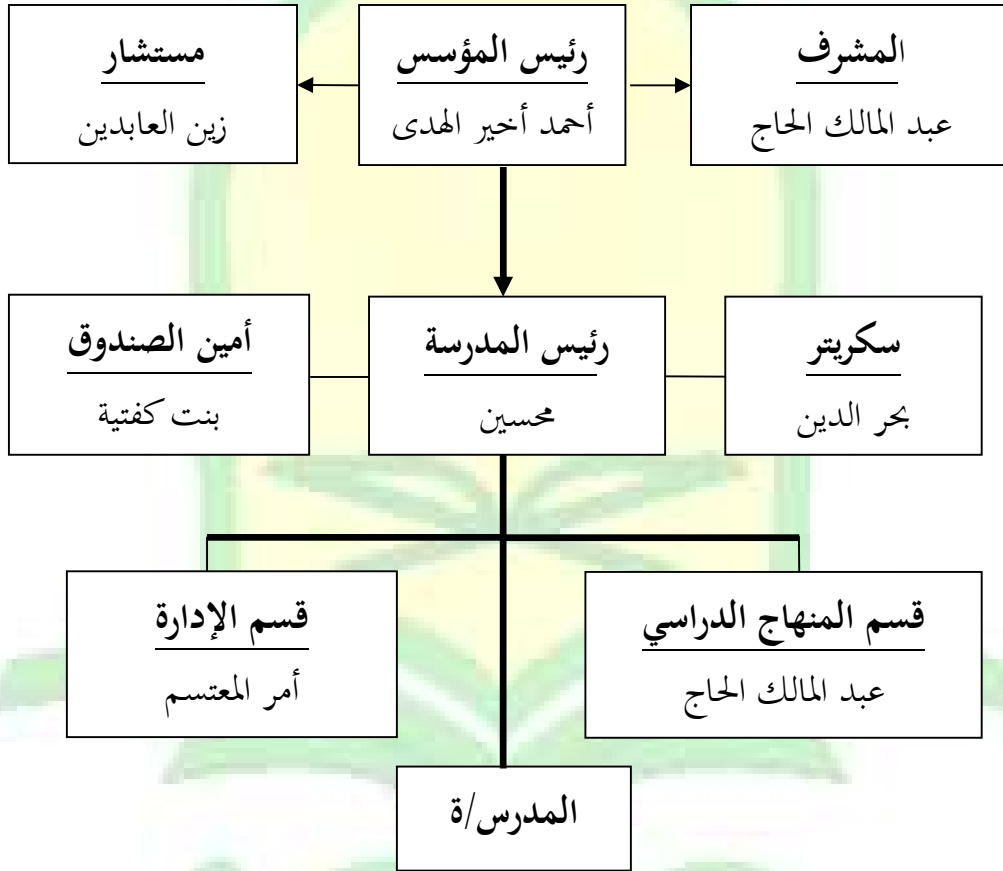 المشرف
عبد المالك الحاج
رئيس المؤسس
أحمد أخير الهدى
مستشار
زين العابدين
سكريتر
بحر الدين
رئيس المدرسة
محسين
أمين الصندوق
بنت كفتية
قسم المنهاج الدراسي
عبد المالك الحاج
قسم الإدارة
أمر المعتسم
المدرس/ة